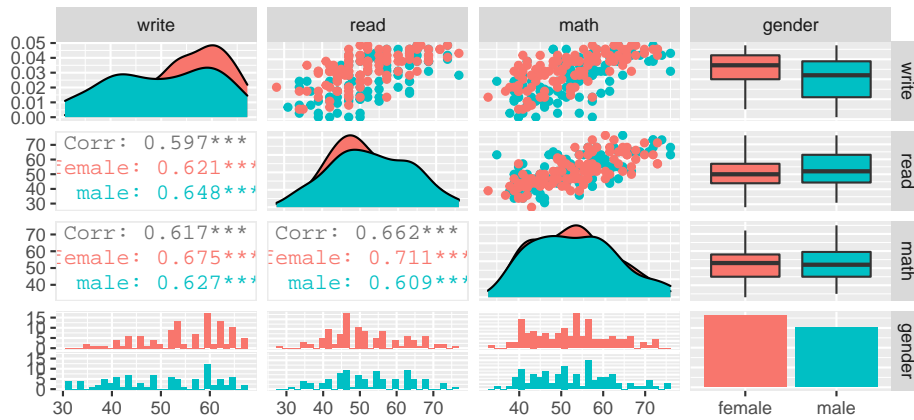 write read math gender
0.05
0.04
0.03
0.02
0.01
0.00
write
70
60
50
40
30
Corr: 0.597***
female: 0.621***
male: 0.648***
read
70
60
50
40
Corr: 0.617***
female: 0.675***
male: 0.627***
Corr: 0.662***
female: 0.711***
male: 0.609***
math
15
10
5
0
15
10
5
0
gender
30 40 50 60
30 40 50 60 70
40 50 60 70
female male